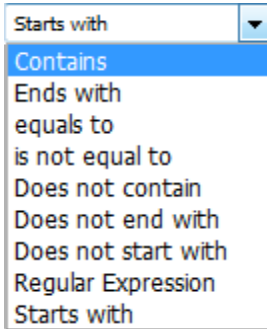 Starts with
Contains
Ends with
equals to
is not equal to
Does not contain
Does not end with
Does not start with
Regular Expression
Starts with